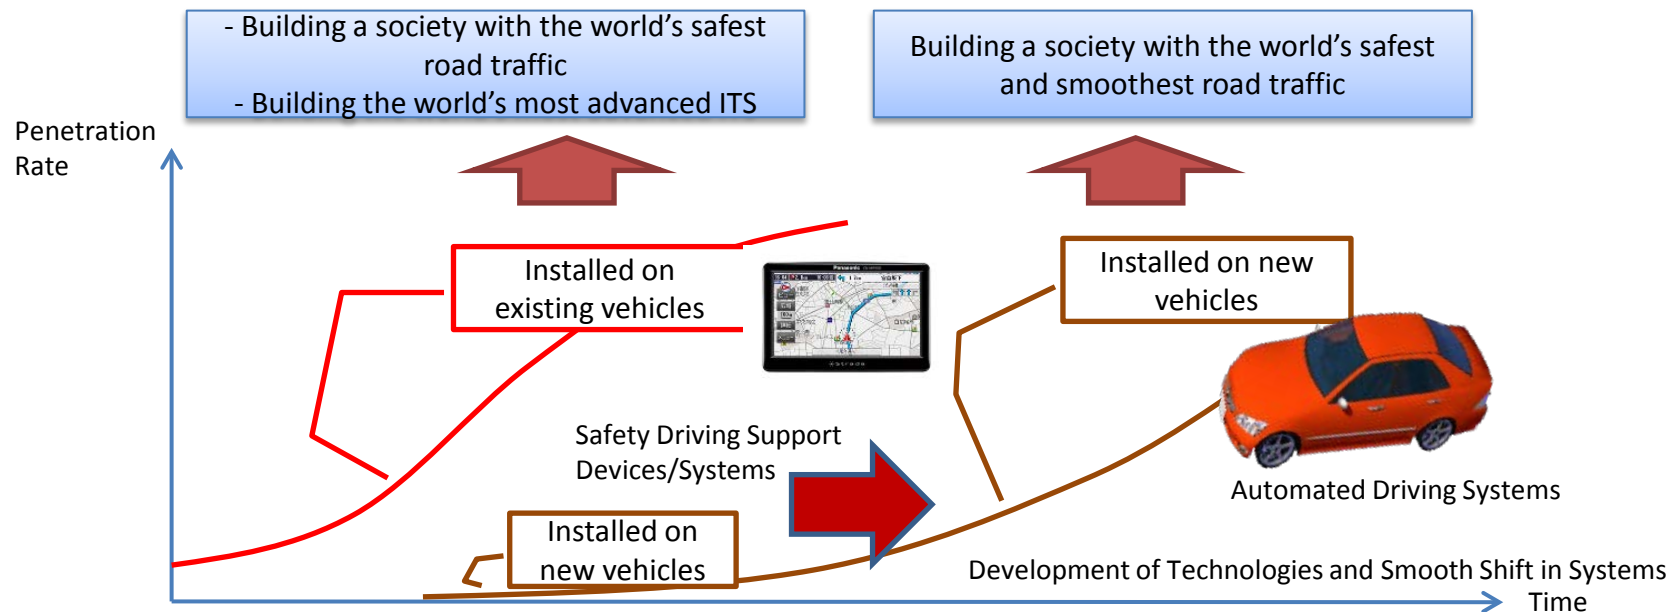 - Building a society with the world's safest
road traffic
- Building the world's most advanced ITS
Building a society with the world's safest
and smoothest road traffic
Penetration
Rate
Installed on
existing vehicles
Panasonic
strada
Installed on new
vehicles
Safety Driving Support
Devices/Systems
Automated Driving Systems
Installed on
new vehicles
Development of Technologies and Smooth Shift in Systems
Time